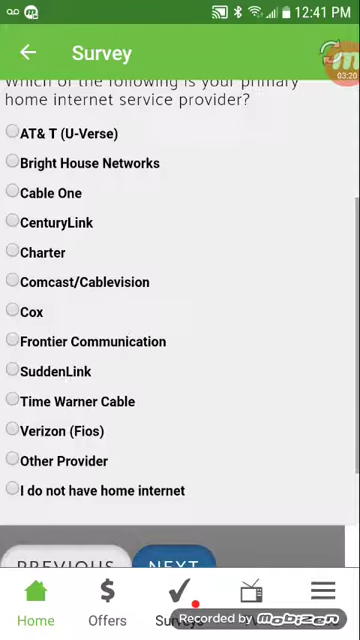 12:41 PM
Survey
03:20
Which of the following is your primary
home internet service provider?
AT& T (U-Verse)
Bright House Networks
Cable One
CenturyLink
Charter
Comcast/Cablevision
Cox
Frontier Communication
SuddenLink
Time Warner Cable
Verizon (Fios)
Other Provider
I do not have home internet
PREVIOUS
NEXT
Home
Offers
Surveys
Recorded by mobizen